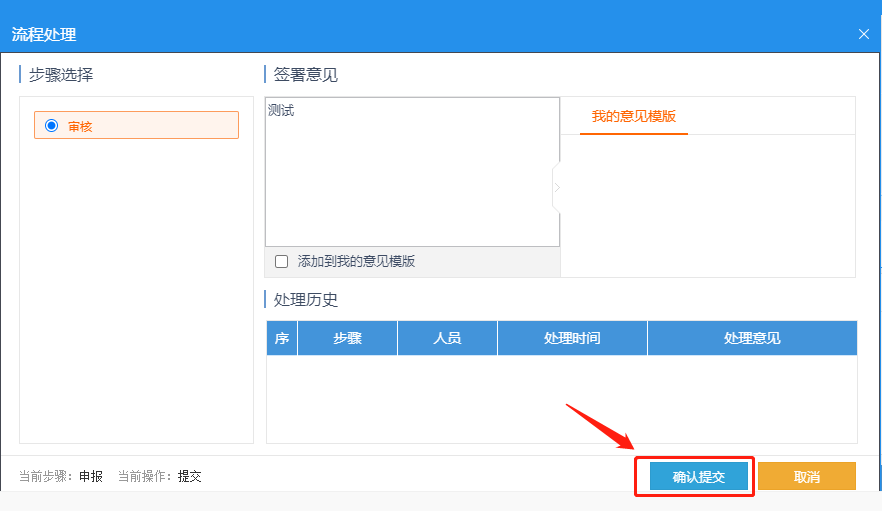 流程处理
步骤选择
审核
签署意见
测试
我的意见模版
添加到我的意见模版
处理历史
序 步骤 人员 处理时间 处理意见
当前步骤：申报 当前操作：提交
确认提交 取消